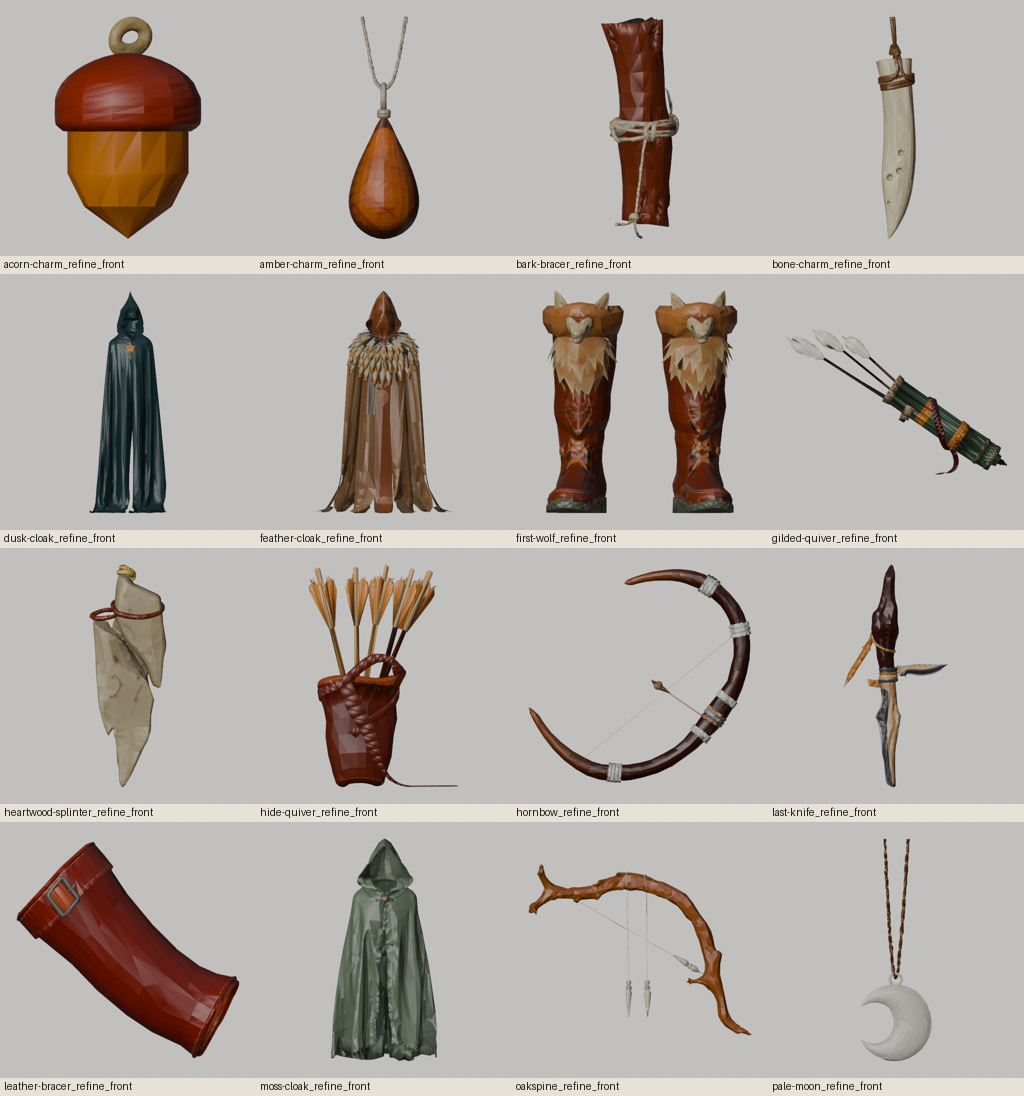 acorn-charm_refine_front
amber-charm_refine_front
bark-bracer_refine_front
bone-charm_refine_front
dusk-cloak_refine_front
feather-cloak_refine_front
first-wolf_refine_front
gilded-quiver_refine_front
heartwood-splinter_refine_front
hide-quiver_refine_front
hornbow_refine_front
last-knife_refine_front
leather-bracer_refine_front
moss-cloak_refine_front
oakspine_refine_front
pale-moon_refine_front